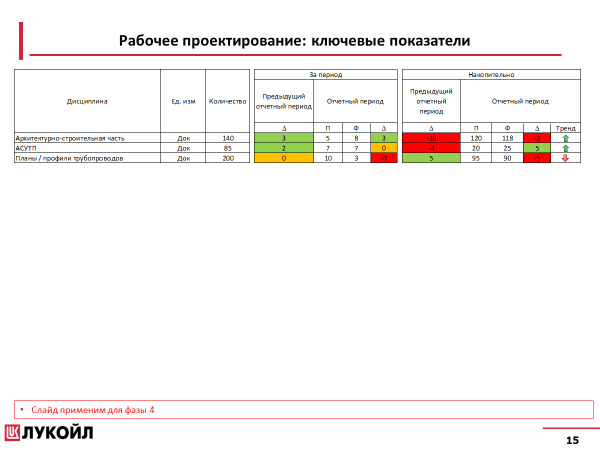 Рабочее проектирование: ключевые показатели
За период Накопительно
Дисциплина Ед. изм Количество Предыдущий отчетный период Отчетный период Предыдущий отчетный период Отчетный период
Δ П Ф Δ Δ П Ф Δ Тренд
Архитектурно-строительная часть Док 140 3 5 8 3 120 118 -2
АСУТП Док 85 2 7 7 0 -4 20 25 5
Планы / профили трубопроводов Док 200 0 10 3 -7 5 95 90 -5
• Слайд применим для фазы 4
ЛУКОЙЛ
15